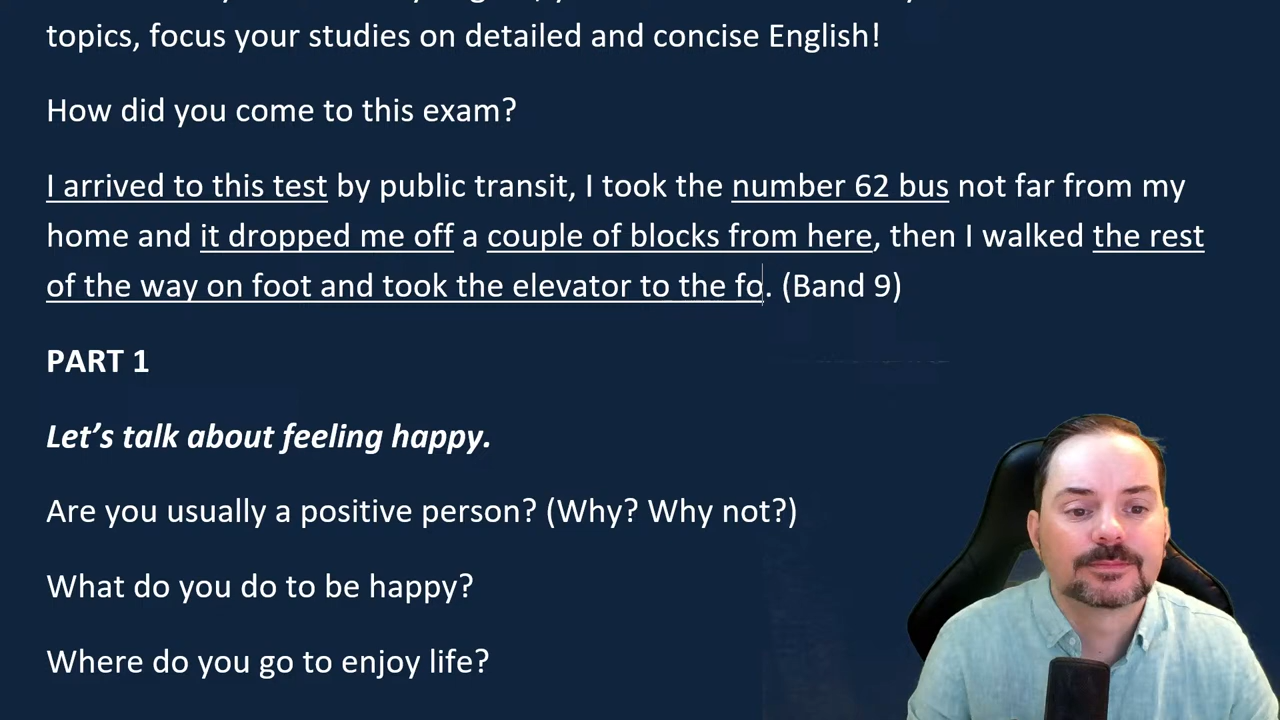 topics, focus your studies on detailed and concise English!
How did you come to this exam?
I arrived to this test by public transit, I took the number 62 bus not far from my
home and it dropped me off a couple of blocks from here, then I walked the rest
of the way on foot and took the elevator to the fo. (Band 9)
PART 1
Let’s talk about feeling happy.
Are you usually a positive person? (Why? Why not?)
What do you do to be happy?
Where do you go to enjoy life?